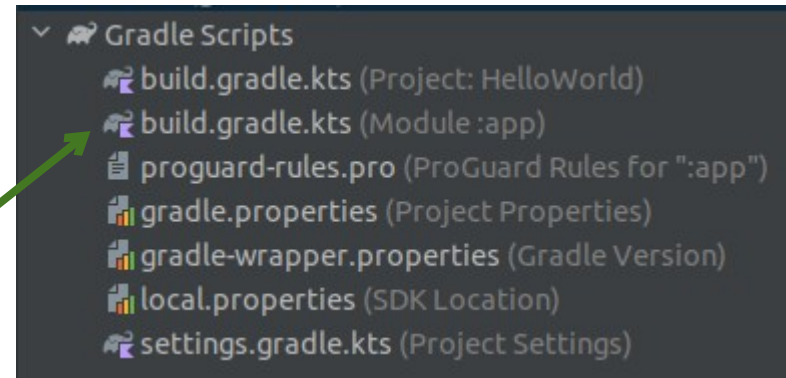 Gradle Scripts
build.gradle.kts (Project: HelloWorld)
build.gradle.kts (Module :app)
proguard-rules.pro (ProGuard Rules for ":app")
gradle.properties (Project Properties)
gradle-wrapper.properties (Gradle Version)
local.properties (SDK Location)
settings.gradle.kts (Project Settings)